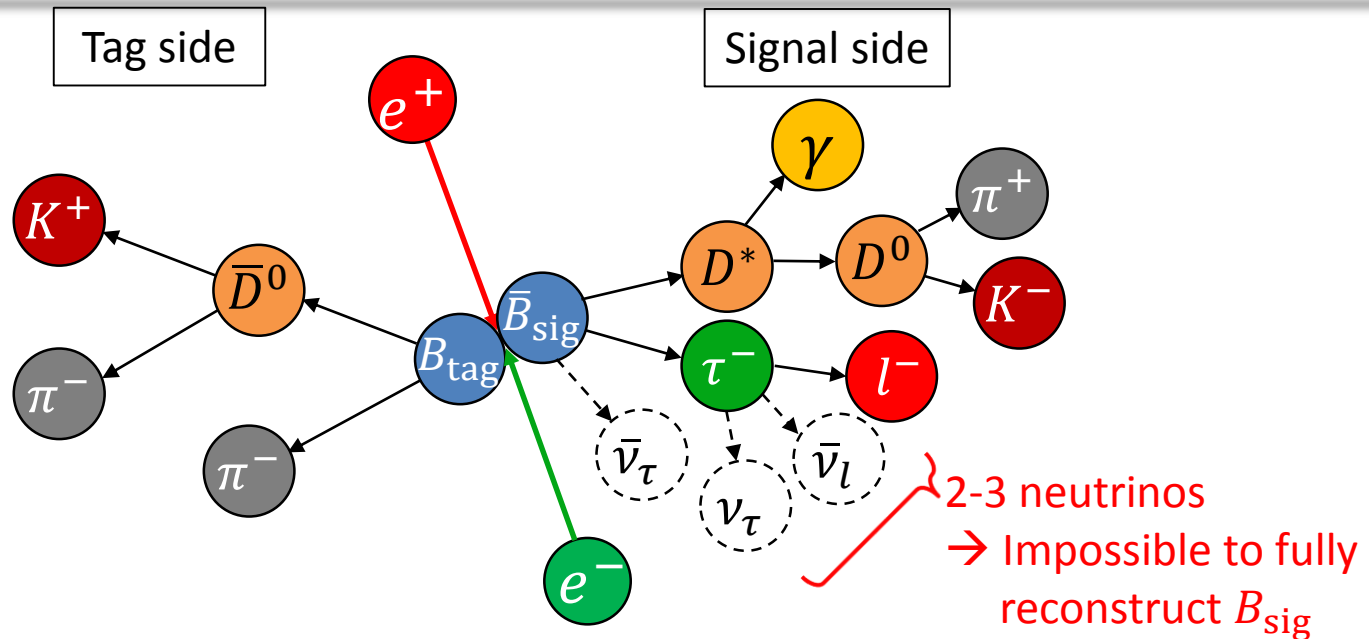 Tag side
Signal side
e⁺
γ
π⁺
K⁺
D̄⁰
D*
D⁰
K⁻
B̄sig
Btag
τ⁻
l⁻
π⁻
π⁻
ν̄τ
ν̄l
ντ
2-3 neutrinos
→ Impossible to fully
reconstruct Bsig
e⁻